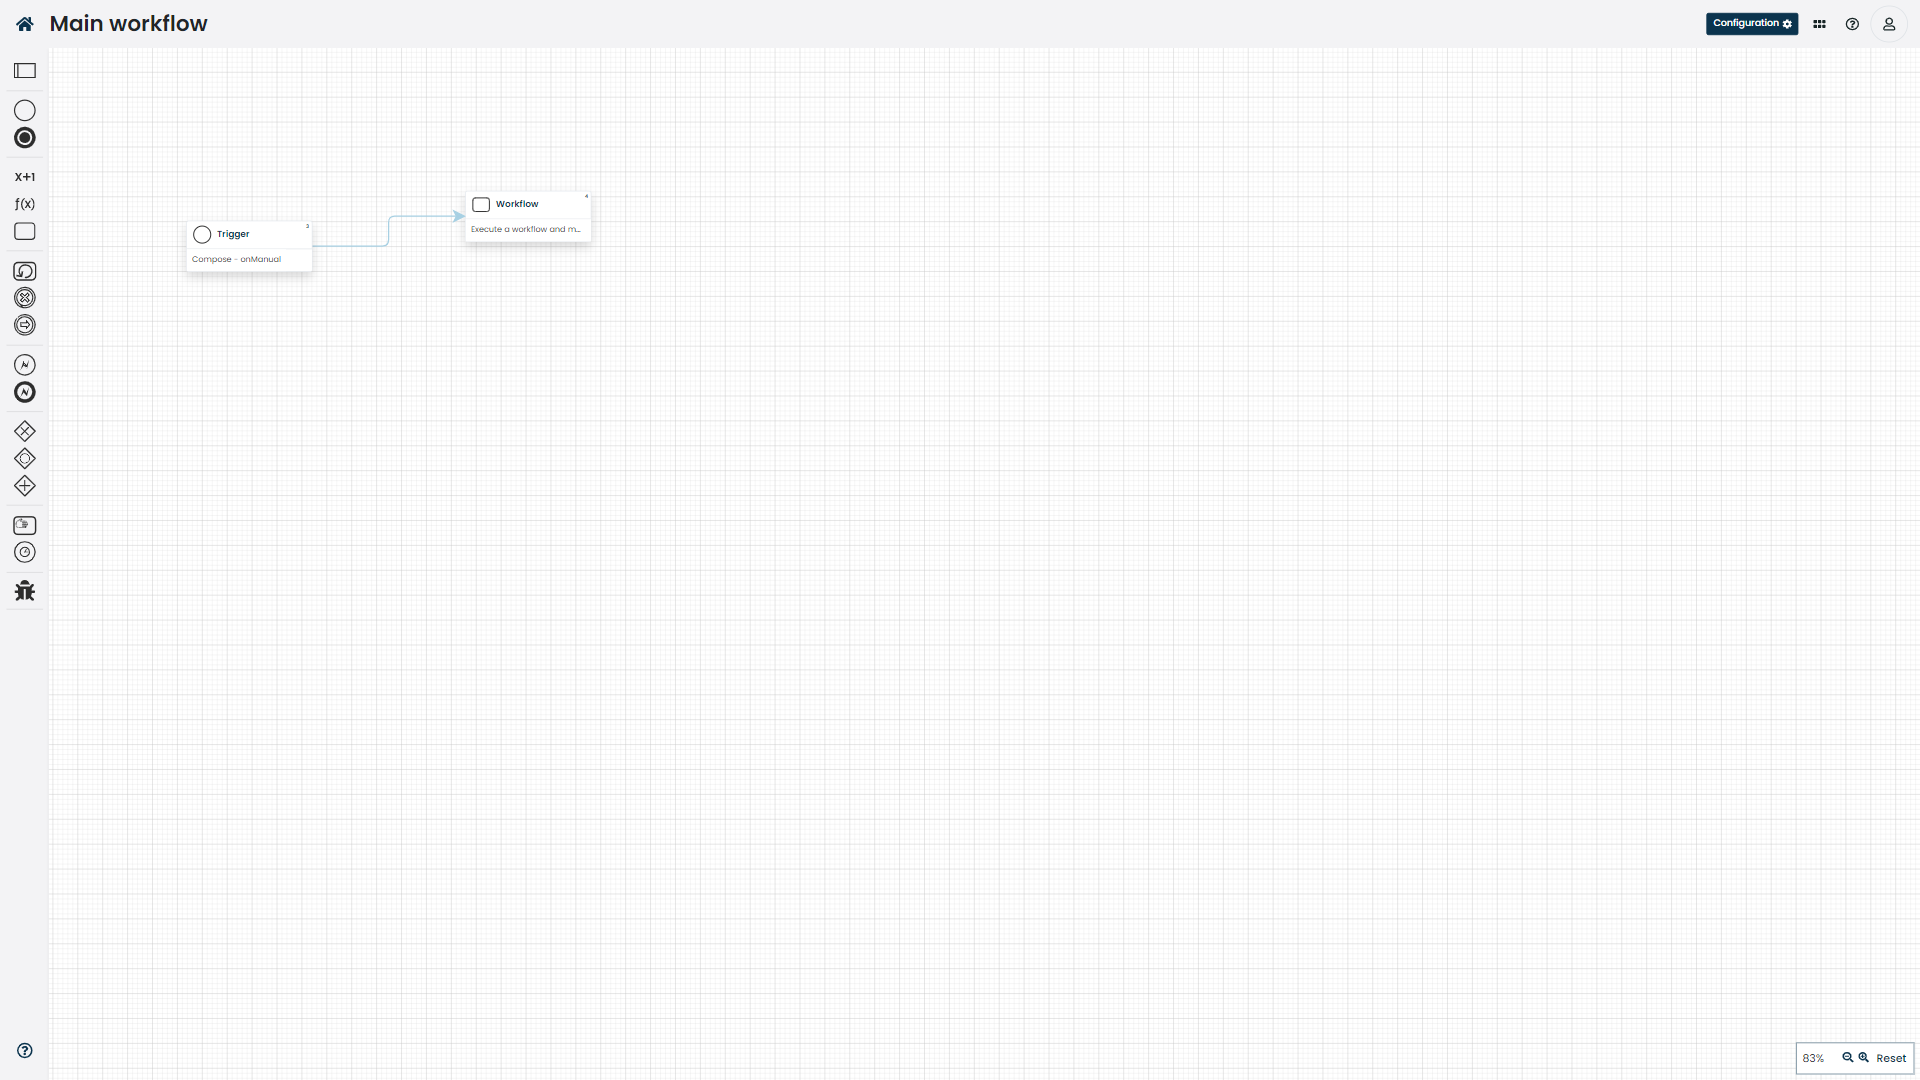 Main workflow
Configuration
X+1
f(x)
Workflow
4
Execute a workflow and m...
Trigger
3
Compose - onManual
83%
Reset